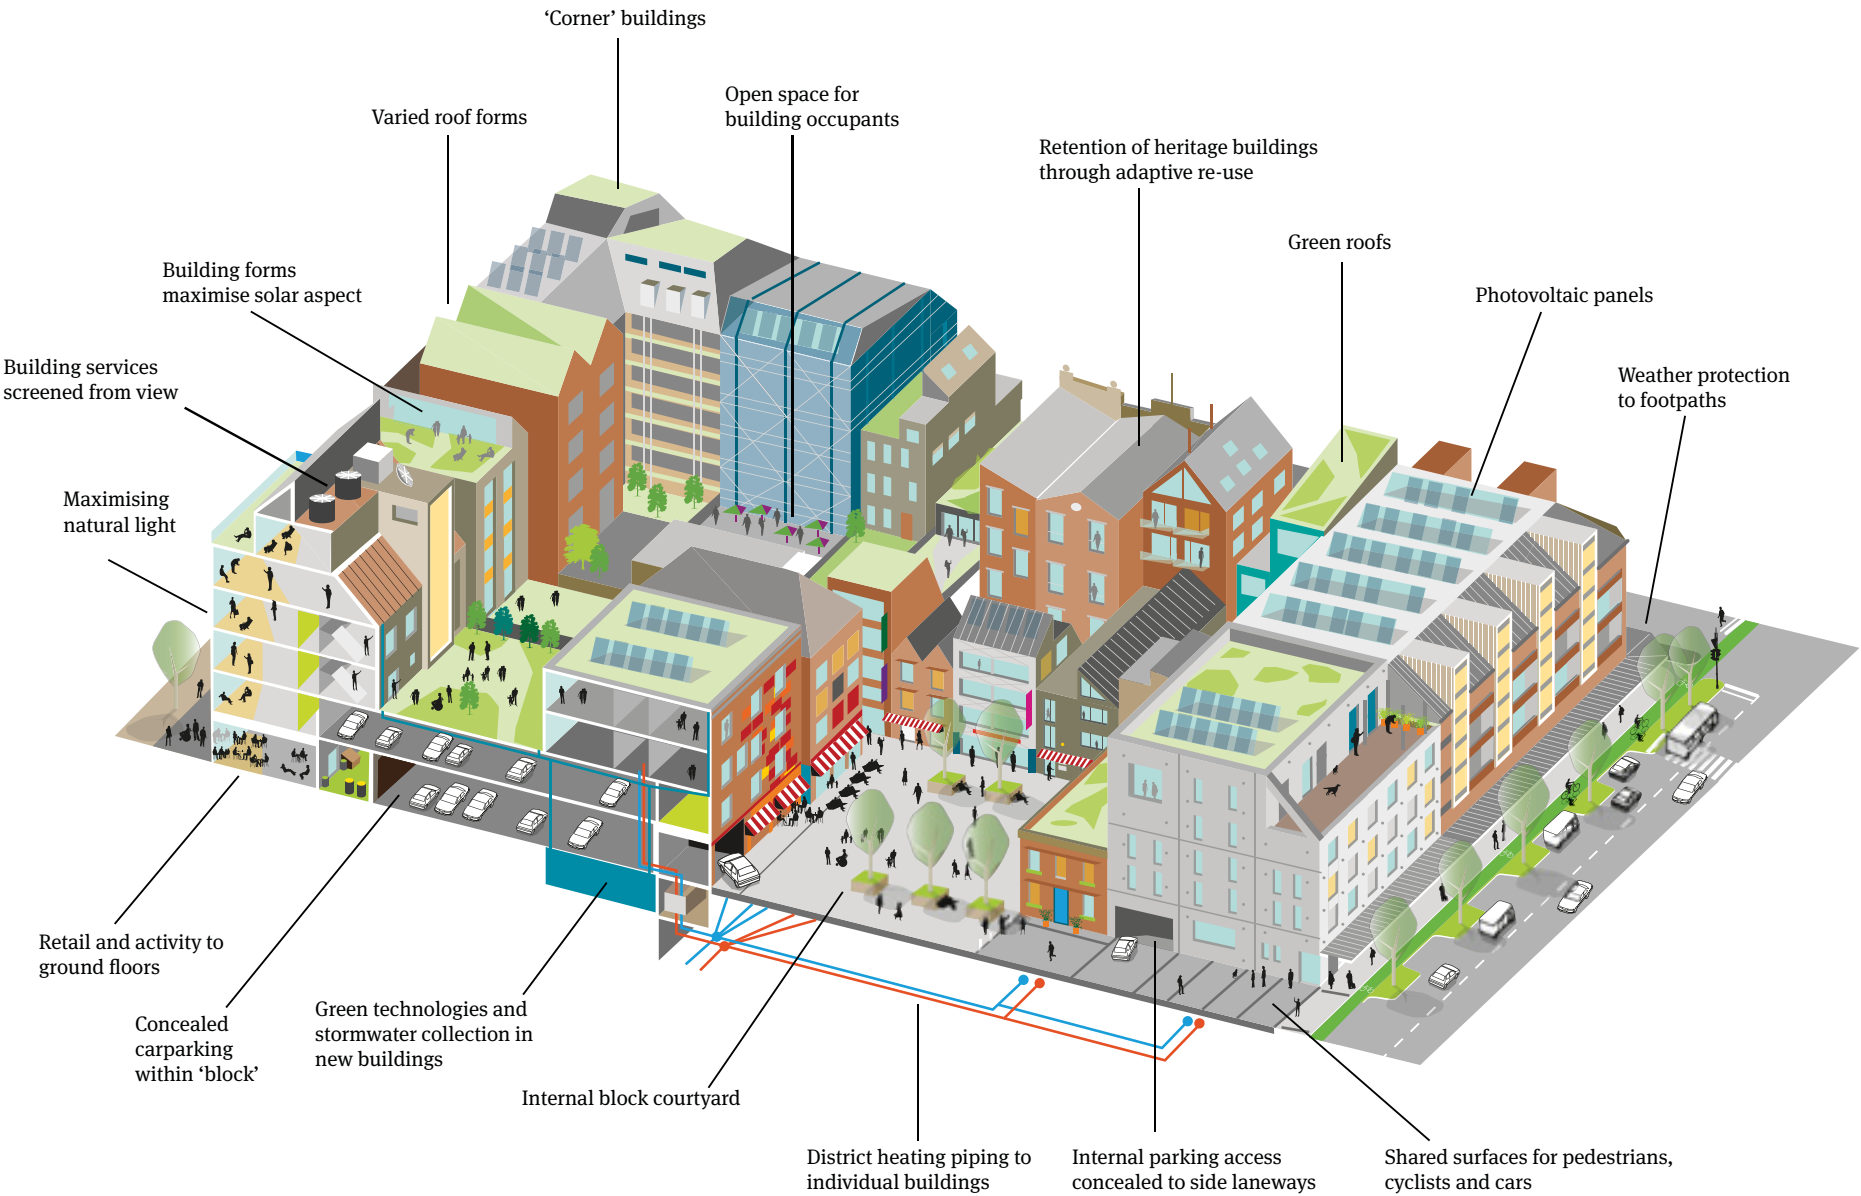 ‘Corner’ buildings
Open space for
building occupants
Varied roof forms
Retention of heritage buildings
through adaptive re-use
Green roofs
Building forms
maximise solar aspect
Photovoltaic panels
Building services
screened from view
Weather protection
to footpaths
Maximising
natural light
Retail and activity to
ground floors
Concealed
carparking
within ‘block’
Green technologies and
stormwater collection in
new buildings
Internal block courtyard
District heating piping to
individual buildings
Internal parking access
concealed to side laneways
Shared surfaces for pedestrians,
cyclists and cars